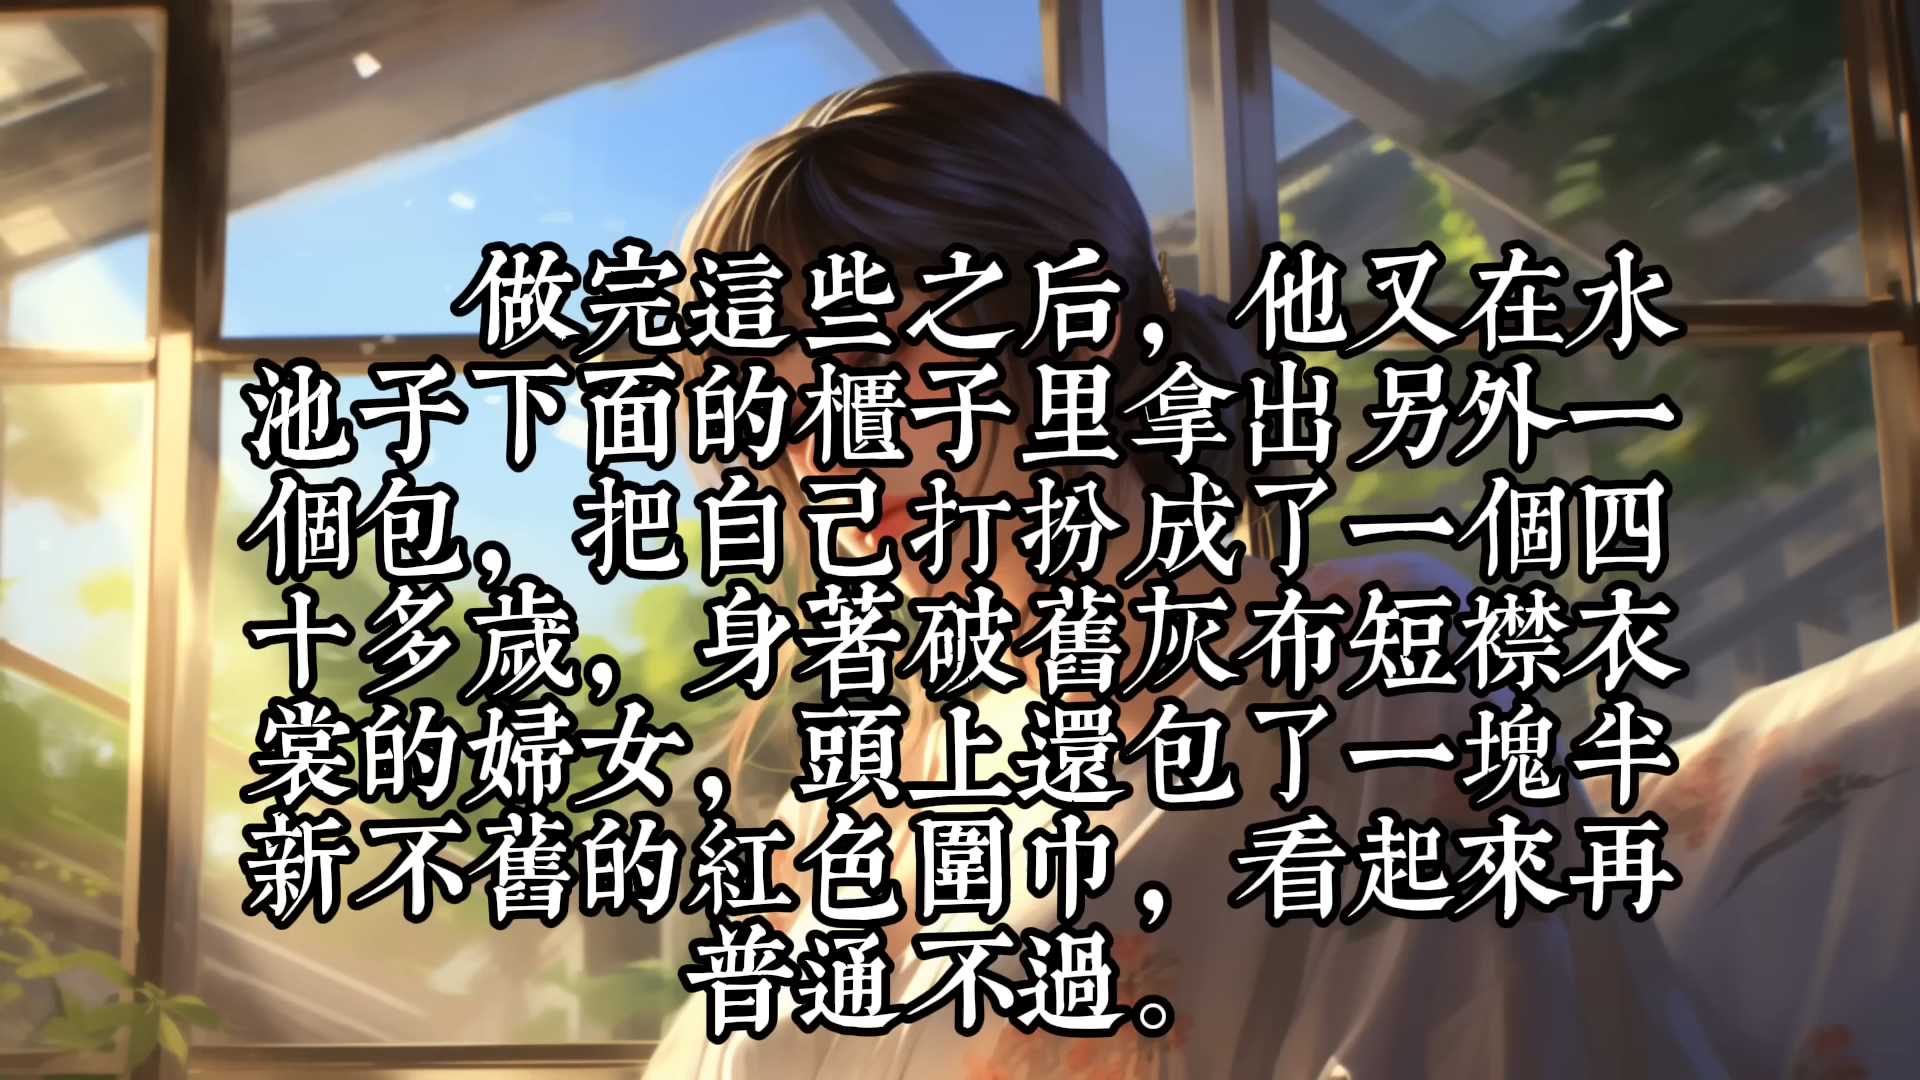 做完這些之后，他又在水
池子下面的櫃子里拿出另外一
個包，把自己打扮成了一個四
十多歲，身著破舊灰布短襟衣
裳的婦女，頭上還包了一塊半
新不舊的紅色圍巾，看起來再
普通不過。